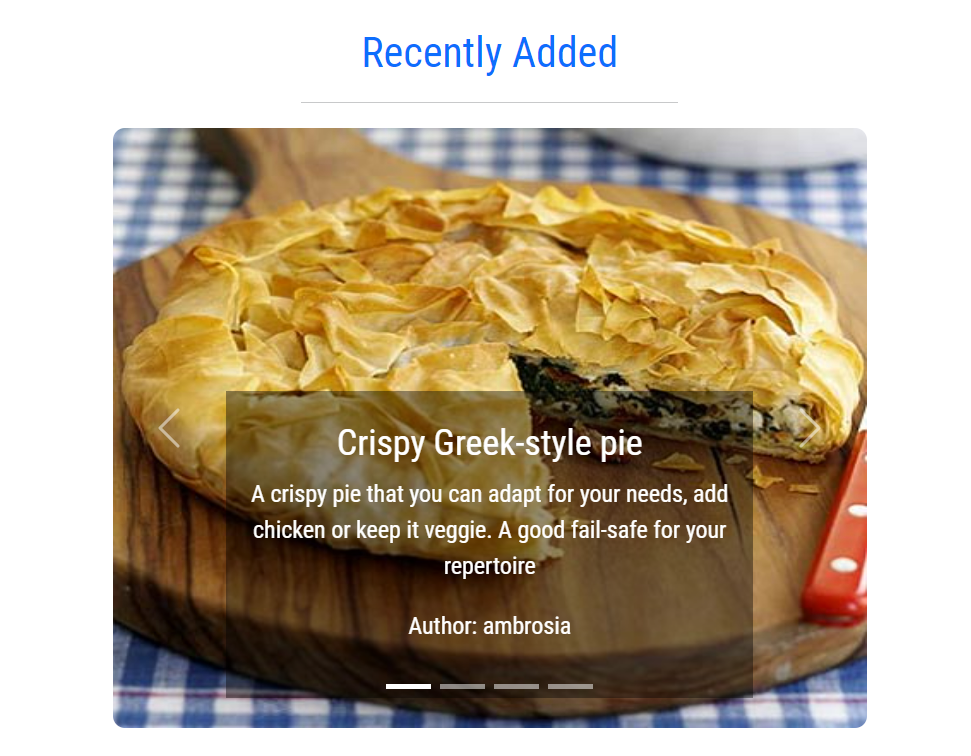 Recently Added
Crispy Greek-style pie
A crispy pie that you can adapt for your needs, add
chicken or keep it veggie. A good fail-safe for your
repertoire
Author: ambrosia